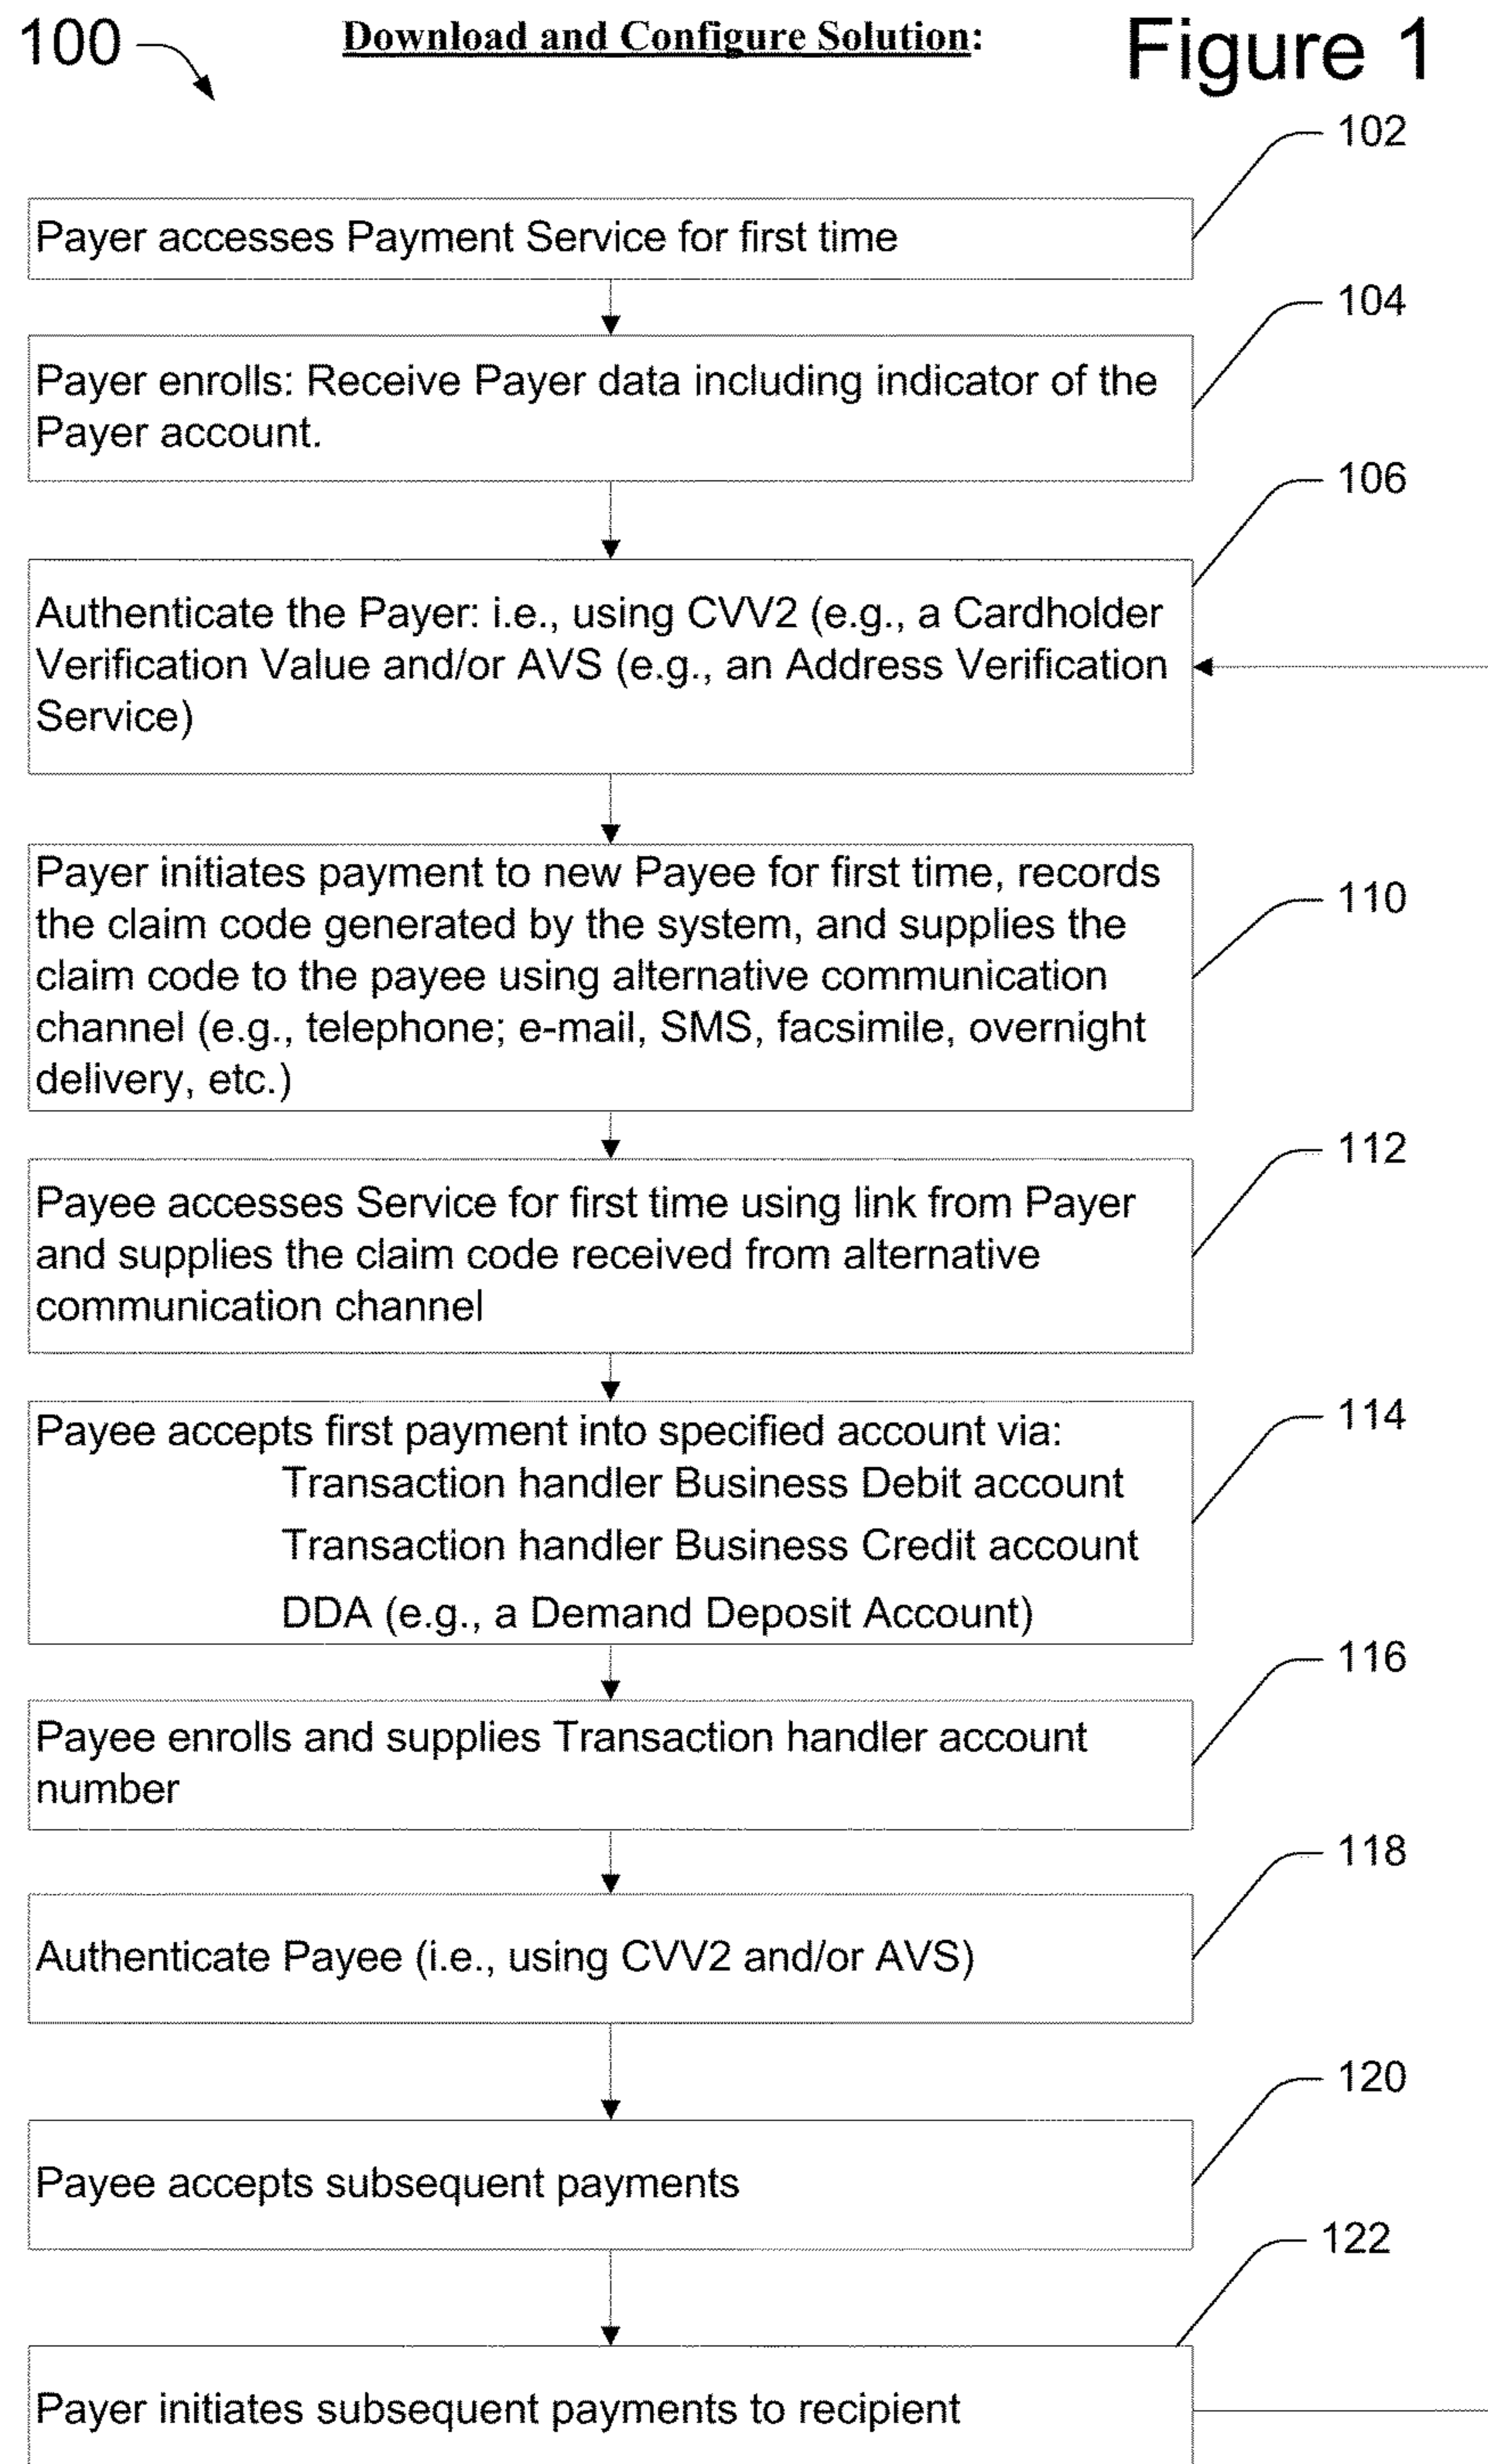 100
Download and Configure Solution:
Figure 1
102
Payer accesses Payment Service for first time
104
Payer enrolls: Receive Payer data including indicator of the
Payer account.
106
Authenticate the Payer: i.e., using CVV2 (e.g., a Cardholder
Verification Value and/or AVS (e.g., an Address Verification
Service)
110
Payer initiates payment to new Payee for first time, records
the claim code generated by the system, and supplies the
claim code to the payee using alternative communication
channel (e.g., telephone; e-mail, SMS, facsimile, overnight
delivery, etc.)
112
Payee accesses Service for first time using link from Payer
and supplies the claim code received from alternative
communication channel
114
Payee accepts first payment into specified account via:
Transaction handler Business Debit account
Transaction handler Business Credit account
DDA (e.g., a Demand Deposit Account)
116
Payee enrolls and supplies Transaction handler account
number
118
Authenticate Payee (i.e., using CVV2 and/or AVS)
120
Payee accepts subsequent payments
122
Payer initiates subsequent payments to recipient